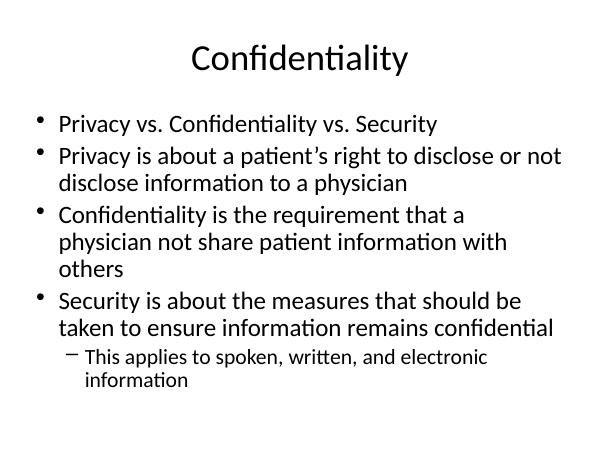 Confidentiality
• Privacy vs. Confidentiality vs. Security
• Privacy is about a patient’s right to disclose or not
disclose information to a physician
• Confidentiality is the requirement that a
physician not share patient information with
others
• Security is about the measures that should be
taken to ensure information remains confidential
– This applies to spoken, written, and electronic
information